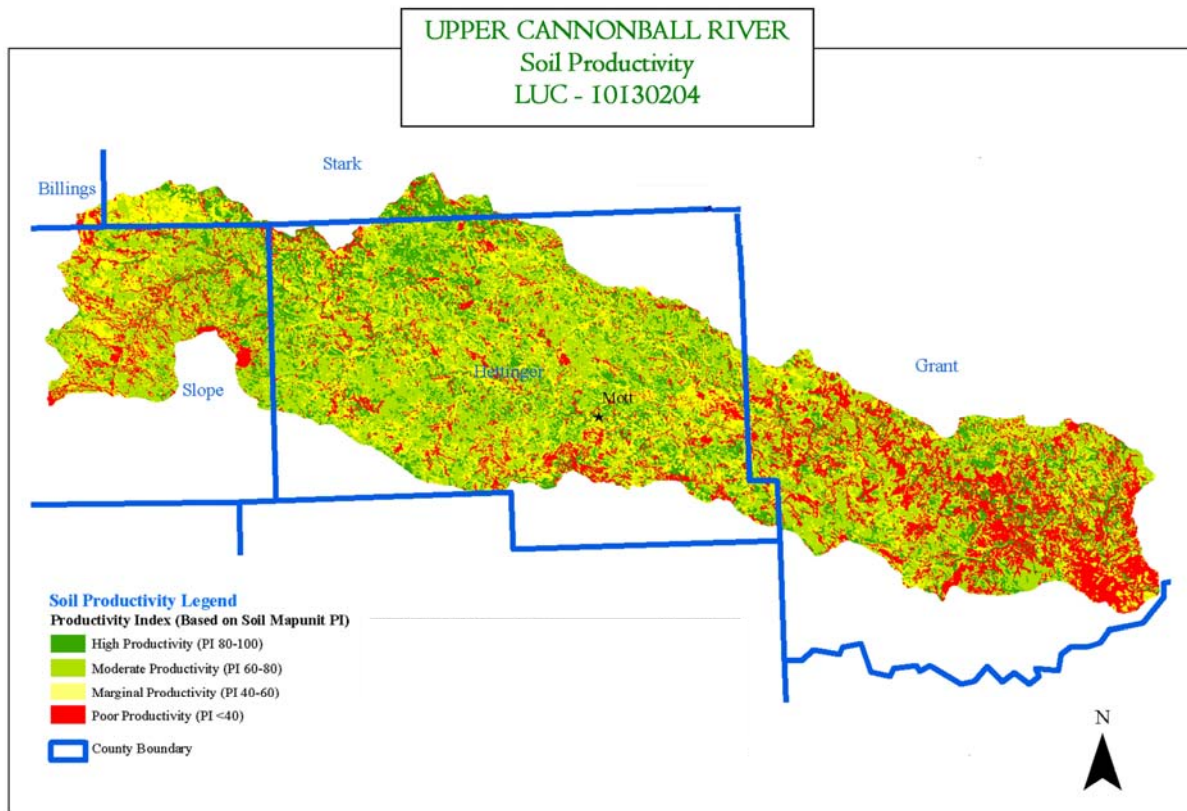 UPPER CANNONBALL RIVER
Soil Productivity
LUC - 10130204
Stark
Billings
Grant
Hettinger
Slope
Mott
Soil Productivity Legend
Productivity Index (Based on Soil Mapunit PI)
High Productivity (PI 80-100)
Moderate Productivity (PI 60-80)
Marginal Productivity (PI 40-60)
Poor Productivity (PI <40)
County Boundary
N